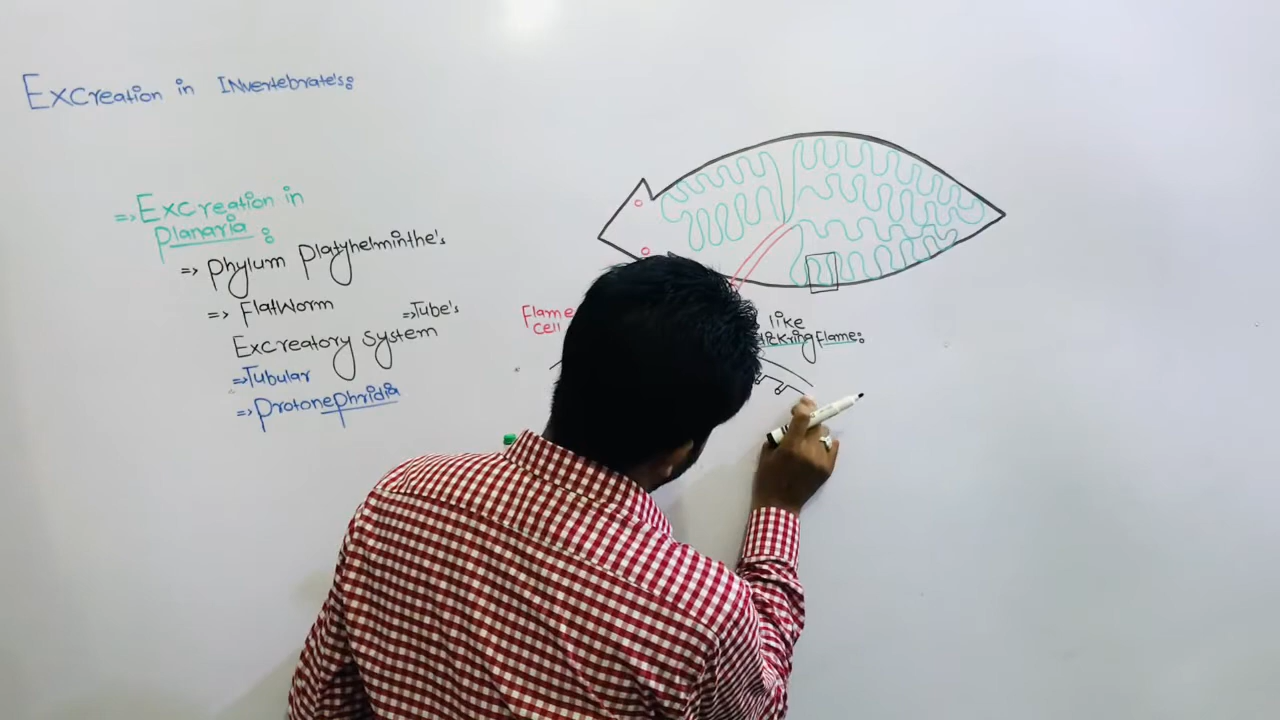 Excreation in Invertebrate's:
=> Excreation in
planaria :
=> Phylum Platyhelminthe's
=> Flatworm
=> Tube's
Excreatory system
=> Tubular
=> Protonephridia
Flame
cell
like
flame: